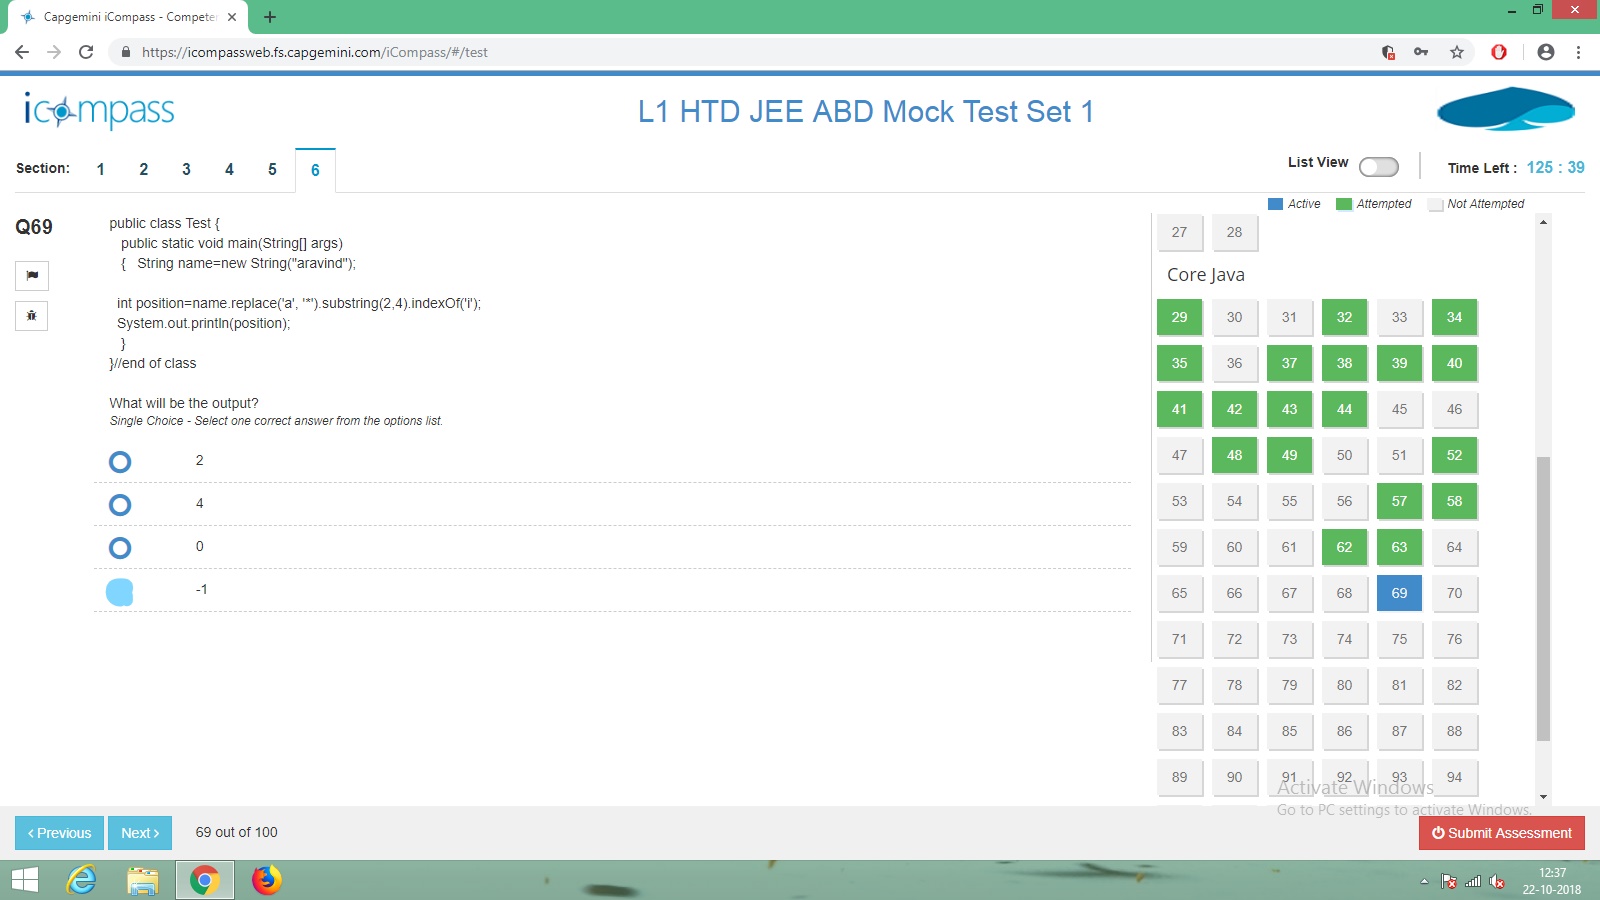 Capgemini iCompass - Compete
https://icompassweb.fs.capgemini.com/iCompass/#/test
icompass
L1 HTD JEE ABD Mock Test Set 1
Section: 1 2 3 4 5 6
List View
Time Left : 125 : 39
Active Attempted Not Attempted
Q69
public class Test {
public static void main(String[] args)
{ String name=new String("aravind");
int position=name.replace('a', '*').substring(2,4).indexOf('i');
System.out.println(position);
}
}//end of class
What will be the output?
Single Choice - Select one correct answer from the options list.
2
4
0
-1
27 28
Core Java
29 30 31 32 33 34
35 36 37 38 39 40
41 42 43 44 45 46
47 48 49 50 51 52
53 54 55 56 57 58
59 60 61 62 63 64
65 66 67 68 69 70
71 72 73 74 75 76
77 78 79 80 81 82
83 84 85 86 87 88
89 90 91 92 93 94
Activate Windows
Go to PC settings to activate Windows.
Previous Next
69 out of 100
Submit Assessment
12:37
22-10-2018